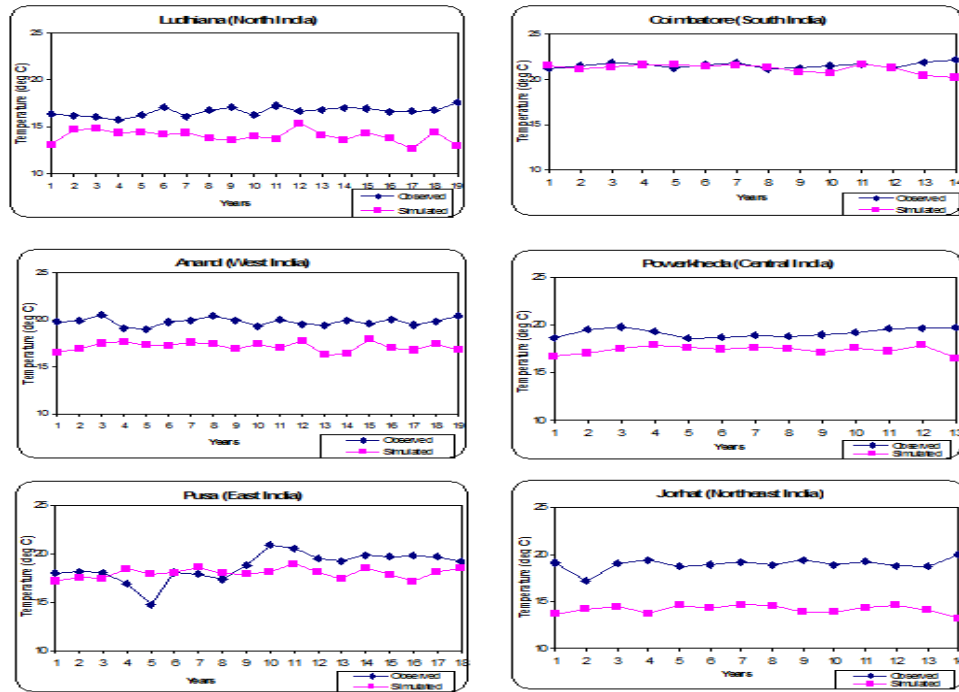 Ludhiana (North India)
Temperature (deg C)
25
20
15
10
1 2 3 4 5 6 7 8 9 10 11 12 13 14 15 16 17 18 19
Years
Observed
Simulated
Coimbatore (South India)
Temperature (deg C)
25
20
15
10
1 2 3 4 5 6 7 8 9 10 11 12 13 14
Years
Observed
Simulated
Anand (West India)
Temperature (deg C)
25
20
15
10
1 2 3 4 5 6 7 8 9 10 11 12 13 14 15 16 17 18 19
Years
Observed
Simulated
Powerkheda (Central India)
Temperature (deg C)
25
20
15
10
1 2 3 4 5 6 7 8 9 10 11 12 13
Years
Observed
Simulated
Pusa (East India)
Temperature (deg C)
25
20
15
10
1 2 3 4 5 6 7 8 9 10 11 12 13 14 15 16 17 18
Years
Observed
Simulated
Jorhat (Northeast India)
Temperature (deg C)
25
20
15
10
1 2 3 4 5 6 7 8 9 10 11 12 13 14
Years
Observed
Simulated